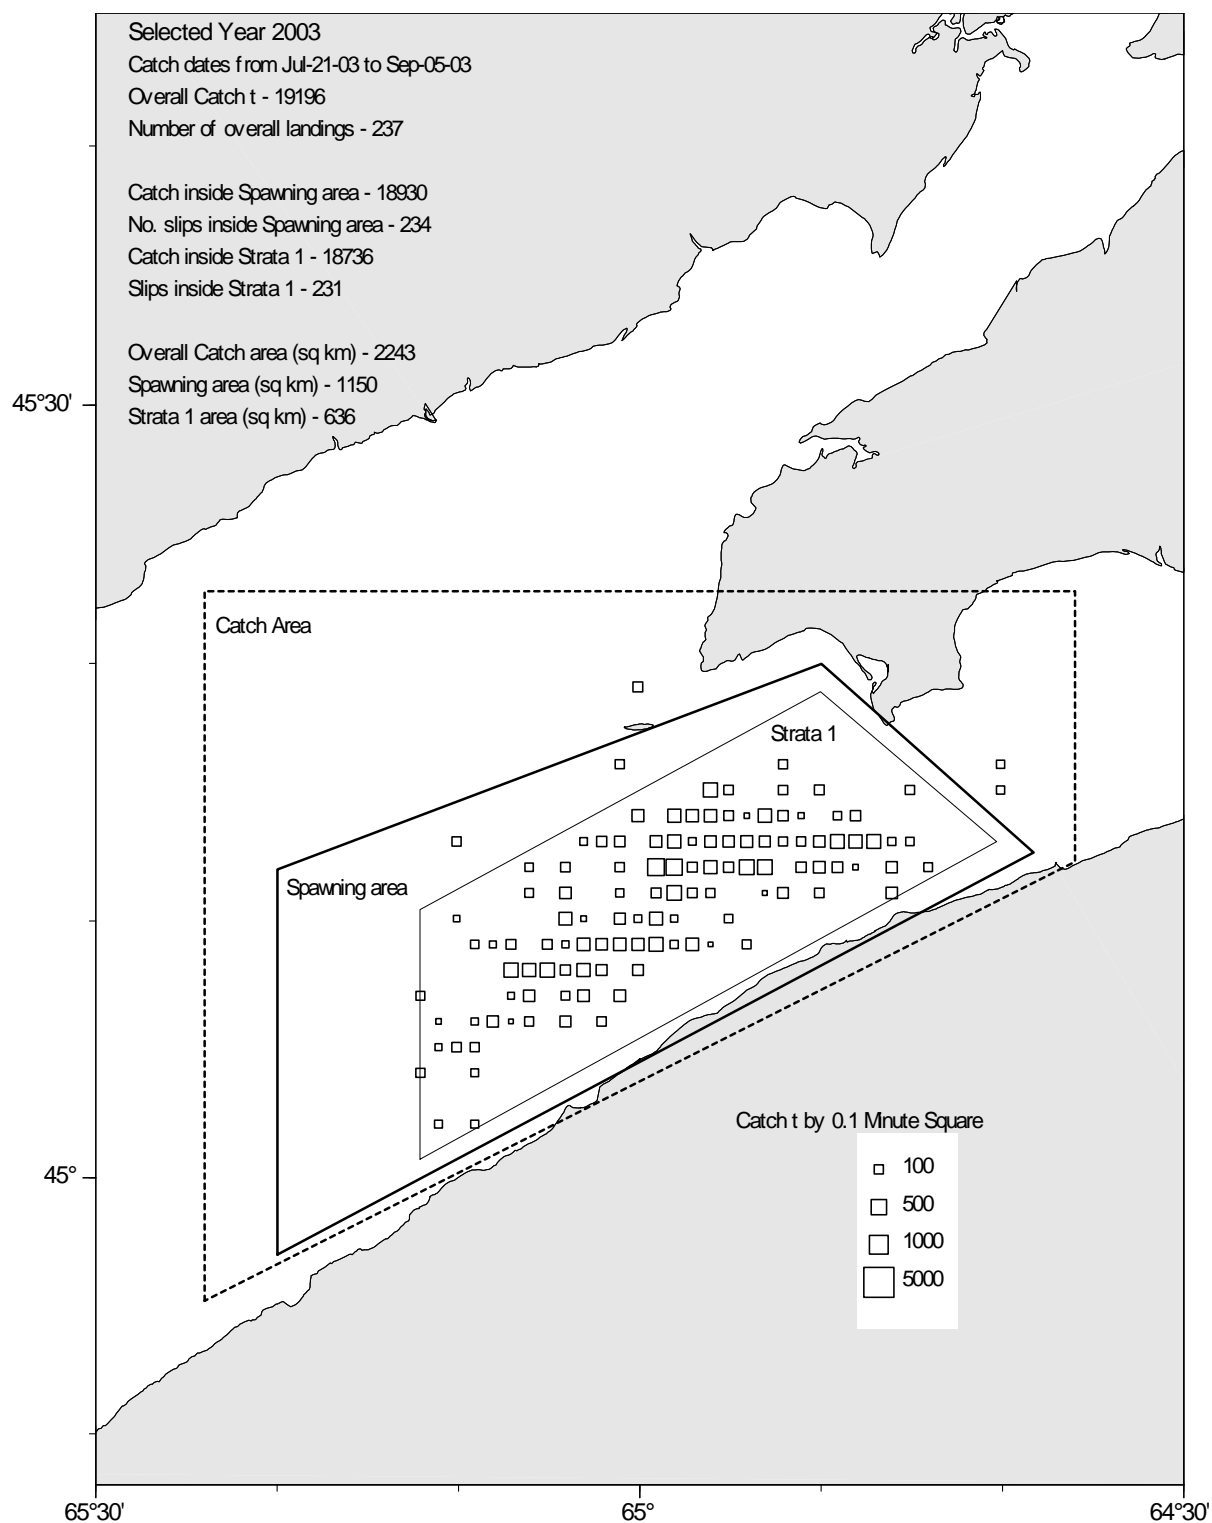 Selected Year 2003
Catch dates from Jul-21-03 to Sep-05-03
Overall Catch t - 19196
Number of overall landings - 237
Catch inside Spawning area - 18930
No. slips inside Spawning area - 234
Catch inside Strata 1 - 18736
Slips inside Strata 1 - 231
Overall Catch area (sq km) - 2243
Spawning area (sq km) - 1150
Strata 1 area (sq km) - 636
45°30'
Catch Area
Strata 1
Spawning area
Catch t by 0.1 Minute Square
100
500
1000
5000
45°
65°30'
65°
64°30'